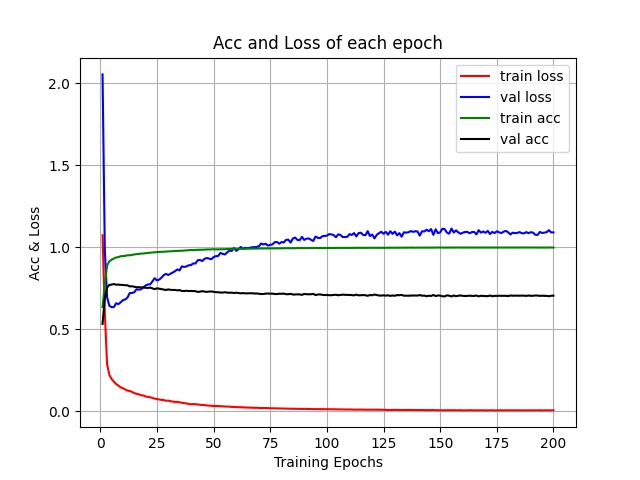 Acc and Loss of each epoch
train loss
val loss
train acc
val acc
2.0
1.5
1.0
0.5
0.0
Acc & Loss
0 25 50 75 100 125 150 175 200
Training Epochs